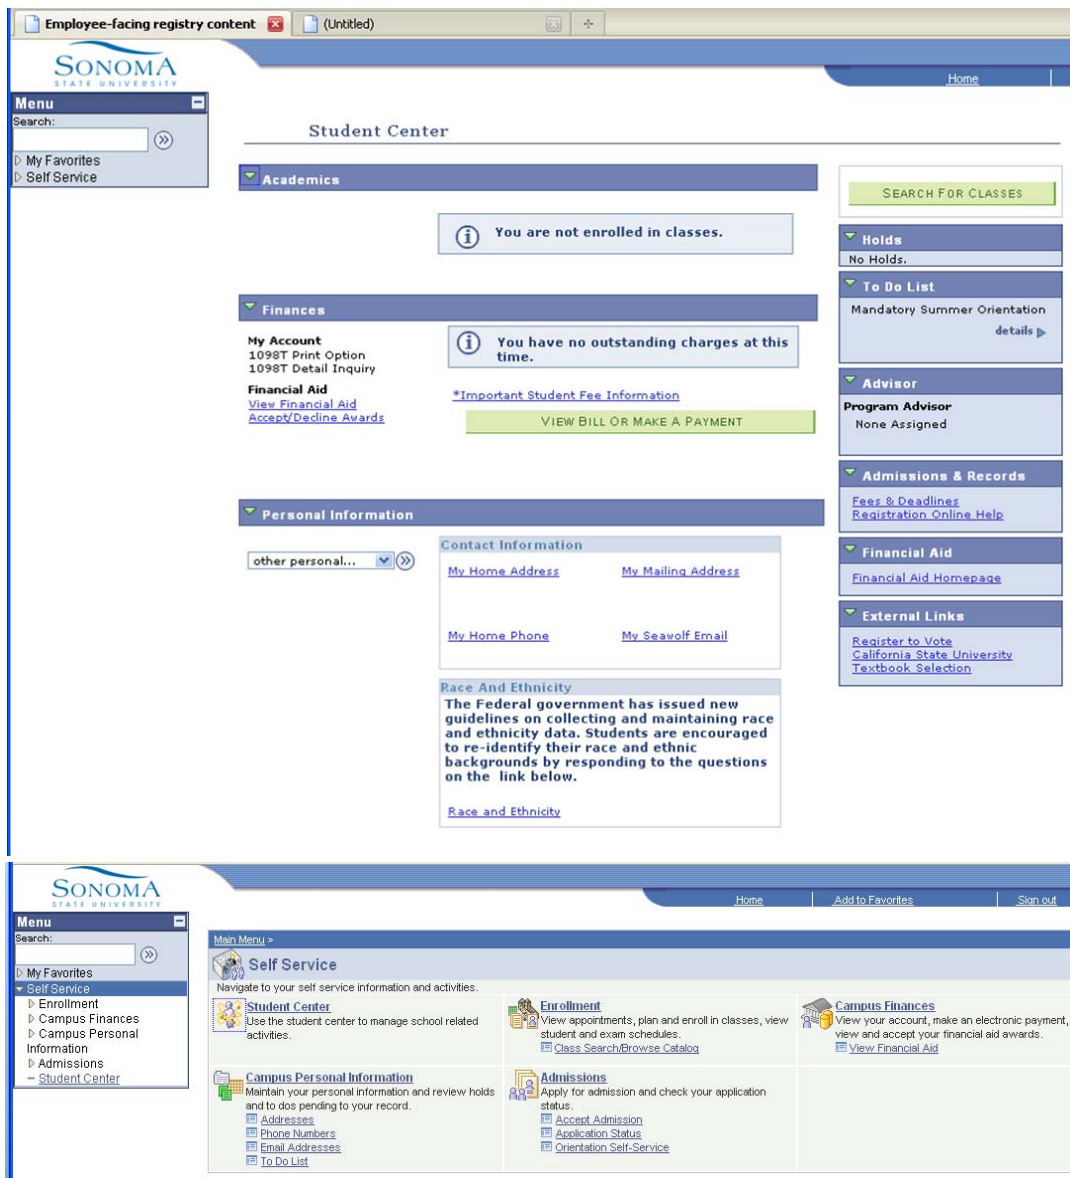 Employee-facing registry content
(Untitled)
SONOMA
STATE UNIVERSITY
Home
Menu
Search:
My Favorites
Self Service
Student Center
Academics
You are not enrolled in classes.
Finances
My Account
1098T Print Option
1098T Detail Inquiry
Financial Aid
View Financial Aid
Accept/Decline Awards
You have no outstanding charges at this
time.
*Important Student Fee Information
VIEW BILL OR MAKE A PAYMENT
Personal Information
other personal...
Contact Information
My Home Address
My Mailing Address
My Home Phone
My Seawolf Email
Race And Ethnicity
The Federal government has issued new
guidelines on collecting and maintaining race
and ethnicity data. Students are encouraged
to re-identify their race and ethnic
backgrounds by responding to the questions
on the link below.
Race and Ethnicity
SEARCH FOR CLASSES
Holds
No Holds.
To Do List
Mandatory Summer Orientation
details
Advisor
Program Advisor
None Assigned
Admissions & Records
Fees & Deadlines
Registration Online Help
Financial Aid
Financial Aid Homepage
External Links
Register to Vote
California State University
Textbook Selection
SONOMA
STATE UNIVERSITY
Home
Add to Favorites
Sign out
Menu
Search:
My Favorites
Self Service
Enrollment
Campus Finances
Campus Personal
Information
Admissions
Student Center
Main Menu >
Self Service
Navigate to your self service information and activities.
Student Center
Use the student center to manage school related
activities.
Enrollment
View appointments, plan and enroll in classes, view
student and exam schedules.
Class Search/Browse Catalog
Campus Finances
View your account, make an electronic payment,
view and accept your financial aid awards.
View Financial Aid
Campus Personal Information
Maintain your personal information and review holds
and to dos pending to your record.
Addresses
Phone Numbers
Email Addresses
To Do List
Admissions
Apply for admission and check your application
status.
Accept Admission
Application Status
Orientation Self-Service